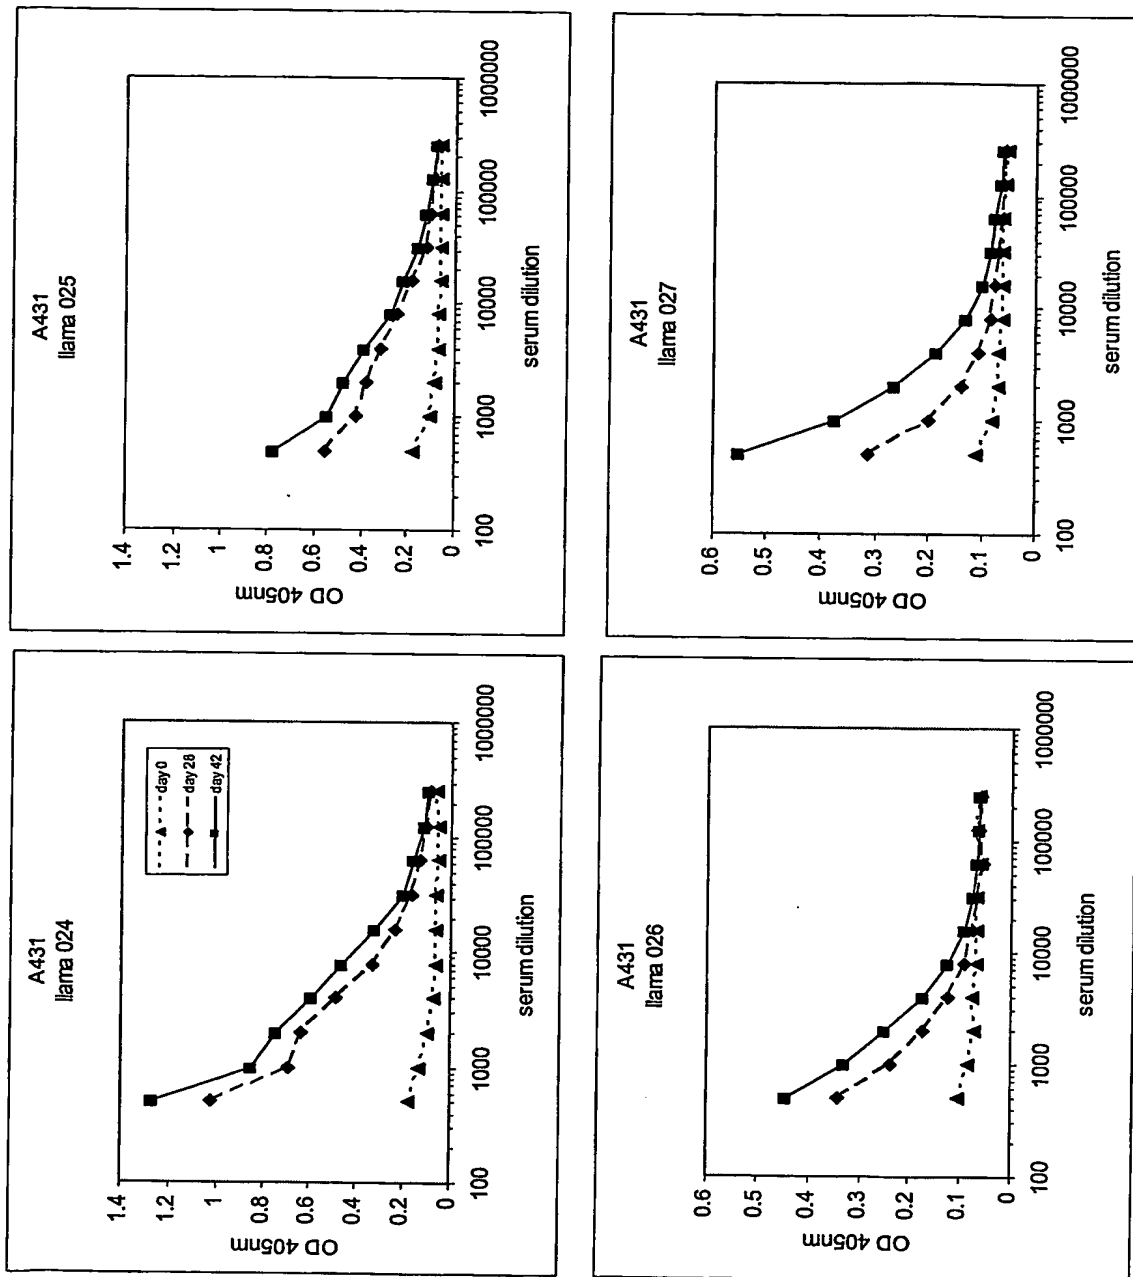 A431
llama 024
1.4
1.2
1
0.8
0.6
0.4
0.2
0
OD 405nm
100
1000
10000
100000
1000000
serum dilution
day 0
day 28
day 42
A431
llama 025
1.4
1.2
1
0.8
0.6
0.4
0.2
0
OD 405nm
100
1000
10000
100000
1000000
serum dilution
A431
llama 026
0.6
0.5
0.4
0.3
0.2
0.1
0
OD 405nm
100
1000
10000
100000
1000000
serum dilution
A431
llama 027
0.6
0.5
0.4
0.3
0.2
0.1
0
OD 405nm
100
1000
10000
100000
1000000
serum dilution